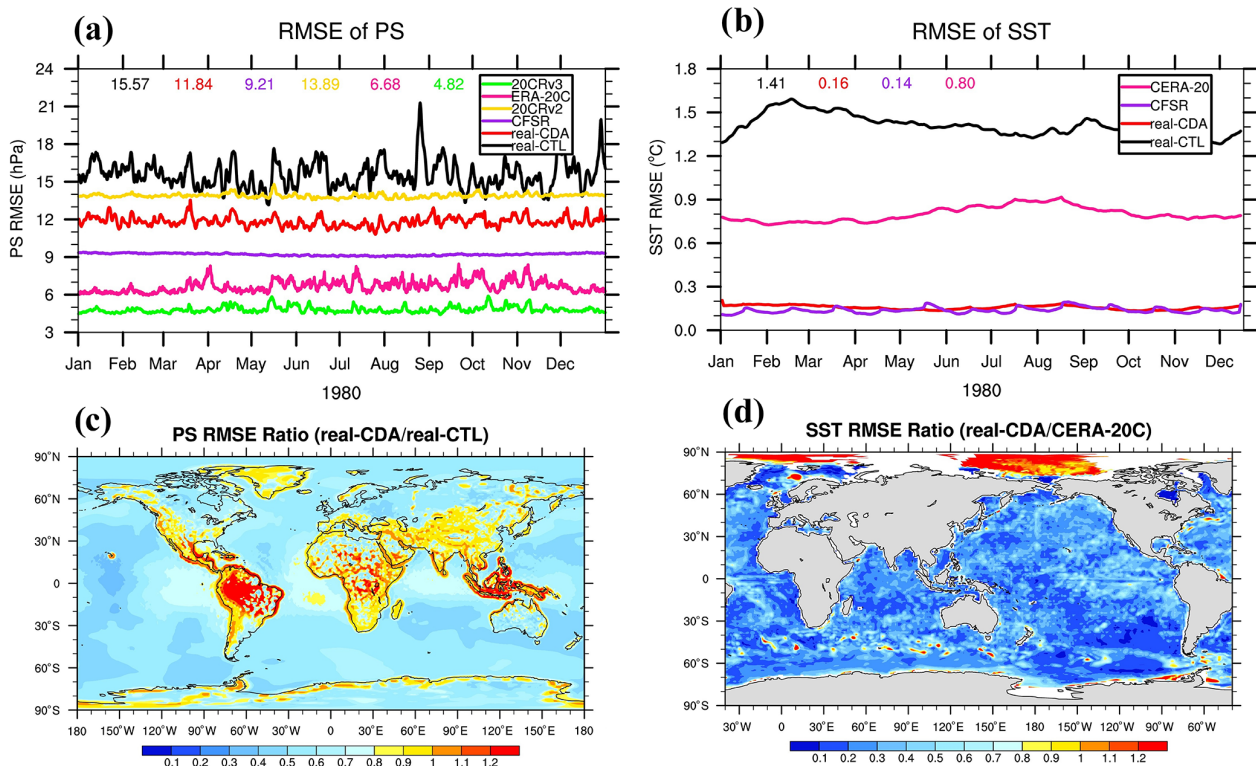 (a)
RMSE of PS
24
21
18
15
12
9
6
3
PS RMSE (hPa)
15.57 11.84 9.21 13.89 6.68 4.82
20CRv3
ERA-20C
20CRv2
CFSR
real-CDA
real-CTL
Jan Feb Mar Apr May Jun Jul Aug Sep Oct Nov Dec
1980
(b)
RMSE of SST
1.8
1.5
1.2
0.9
0.6
0.3
0.0
SST RMSE (°C)
1.41 0.16 0.14 0.80
CERA-20
CFSR
real-CDA
real-CTL
Jan Feb Mar Apr May Jun Jul Aug Sep Oct Nov Dec
1980
(c)
PS RMSE Ratio (real-CDA/real-CTL)
90°N
60°N
30°N
0
30°S
60°S
90°S
180 150°W 120°W 90°W 60°W 30°W 0 30°E 60°E 90°E 120°E 150°E 180
0.1 0.2 0.3 0.4 0.5 0.6 0.7 0.8 0.9 1 1.1 1.2
(d)
SST RMSE Ratio (real-CDA/CERA-20C)
90°N
60°N
30°N
0
30°S
60°S
90°S
30°W 0 30°E 60°E 90°E 120°E 150°E 180 150°W 120°W 90°W 60°W
0.1 0.2 0.3 0.4 0.5 0.6 0.7 0.8 0.9 1 1.1 1.2